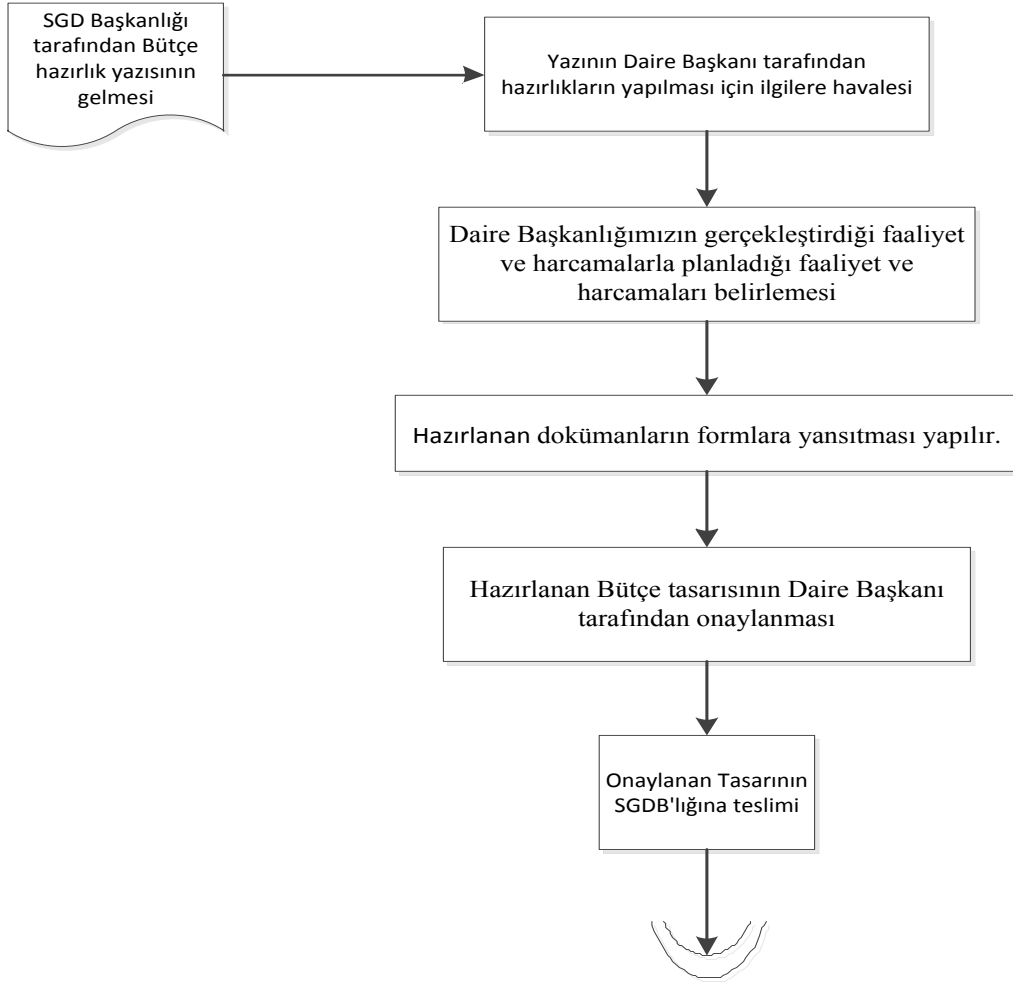 SGD Başkanlığı
tarafından Bütçe
hazırlık yazısının
gelmesi
Yazının Daire Başkanı tarafından
hazırlıkların yapılması için ilgilere havalesi
Daire Başkanlığımızın gerçekleştirdiği faaliyet
ve harcamalarla planladığı faaliyet ve
harcamaları belirlemesi
Hazırlanan dokümanların formlara yansıtması yapılır.
Hazırlanan Bütçe tasarısının Daire Başkanı
tarafından onaylanması
Onaylanan Tasarının
SGDB'lığına teslimi